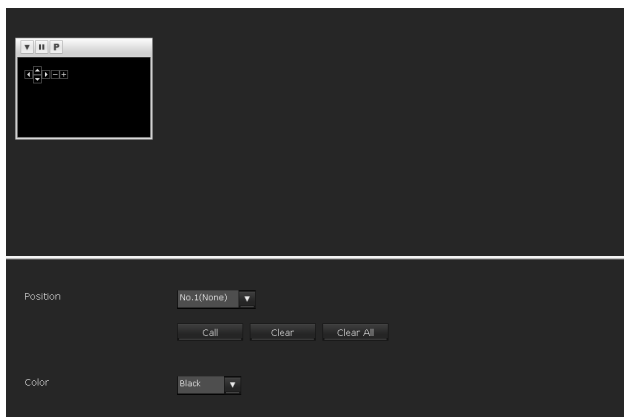 P
Position
No.1(None)
Call Clear Clear All
Color
Black